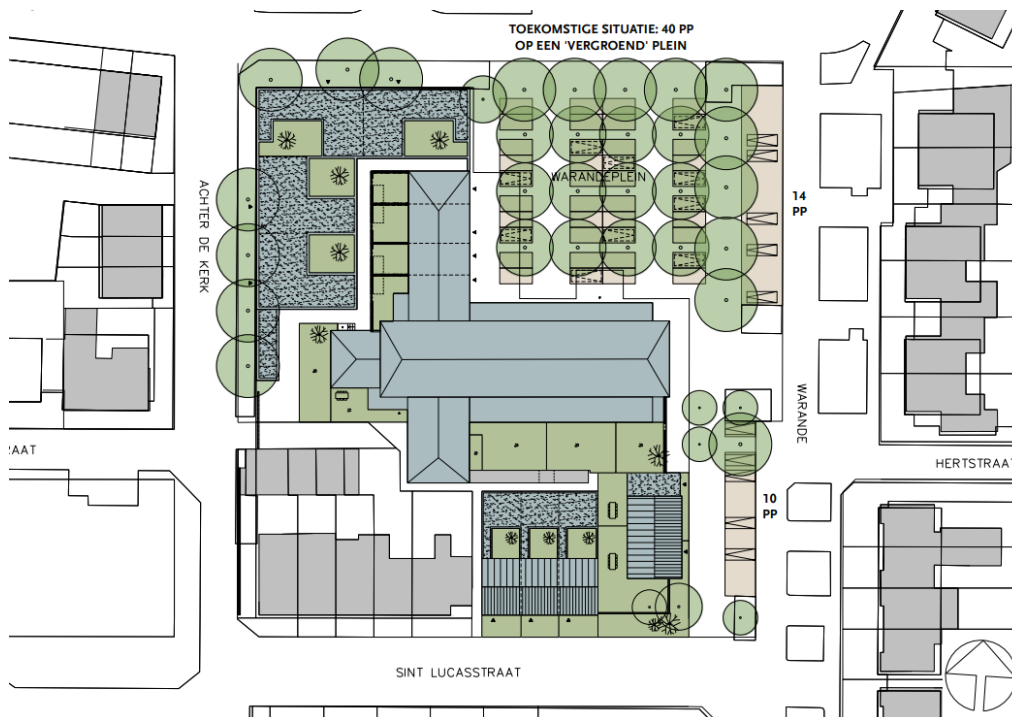 TOEKOMSTIGE SITUATIE: 40 PP
OP EEN 'VERGROEND' PLEIN
WARANDEPLEIN
ACHTER DE KERK
14
PP
WARANDE
RAAT
HERTSTRAAT
10
PP
SINT LUCASSTRAAT